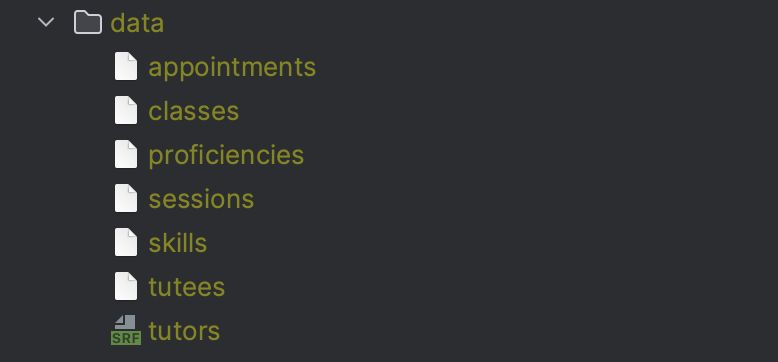 data
appointments
classes
proficiencies
sessions
skills
tutees
SRF tutors